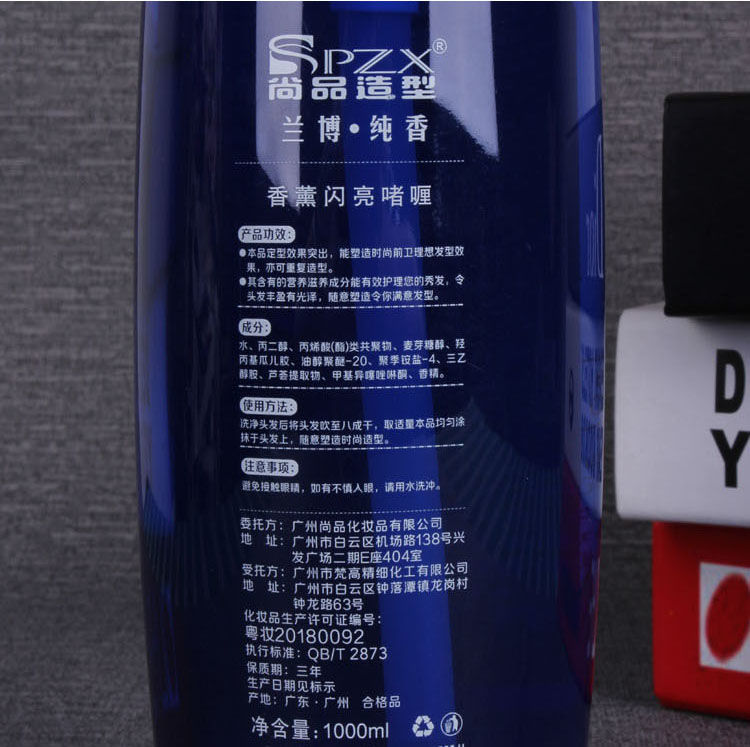 SPZX®
尚品造型
兰博·纯香
香薰闪亮啫喱
产品功效:
●本品定型效果突出，能塑造时尚前卫理想发型效
果，亦可重复造型。
●其含有的营养滋养成分能有效护理您的秀发，令
头发丰盈有光泽，随意塑造令你满意发型。
成分:
水、丙二醇、丙烯酸(酯)类共聚物、麦芽糖醇、羟
丙基瓜儿胶、油醇聚醚-20、聚季铵盐-4、三乙
醇胺、芦荟提取物、甲基异噻唑啉酮、香精。
使用方法:
洗净头发后将头发吹至八成干，取适量本品均匀涂
抹于头发上，随意塑造时尚造型。
注意事项:
避免接触眼睛，如有不慎入眼，请用水洗冲。
委托方: 广州尚品化妆品有限公司
地 址: 广州市白云区机场路138号兴
发广场二期E座404室
受托方: 广州市梵高精细化工有限公司
地 址: 广州市白云区钟落潭镇龙岗村
钟龙路63号
化妆品生产许可证编号:
粤妆20180092
执行标准: QB/T 2873
保质期: 三年
生产日期见标示
产地: 广东·广州 合格品
净含量: 1000ml
D
Y